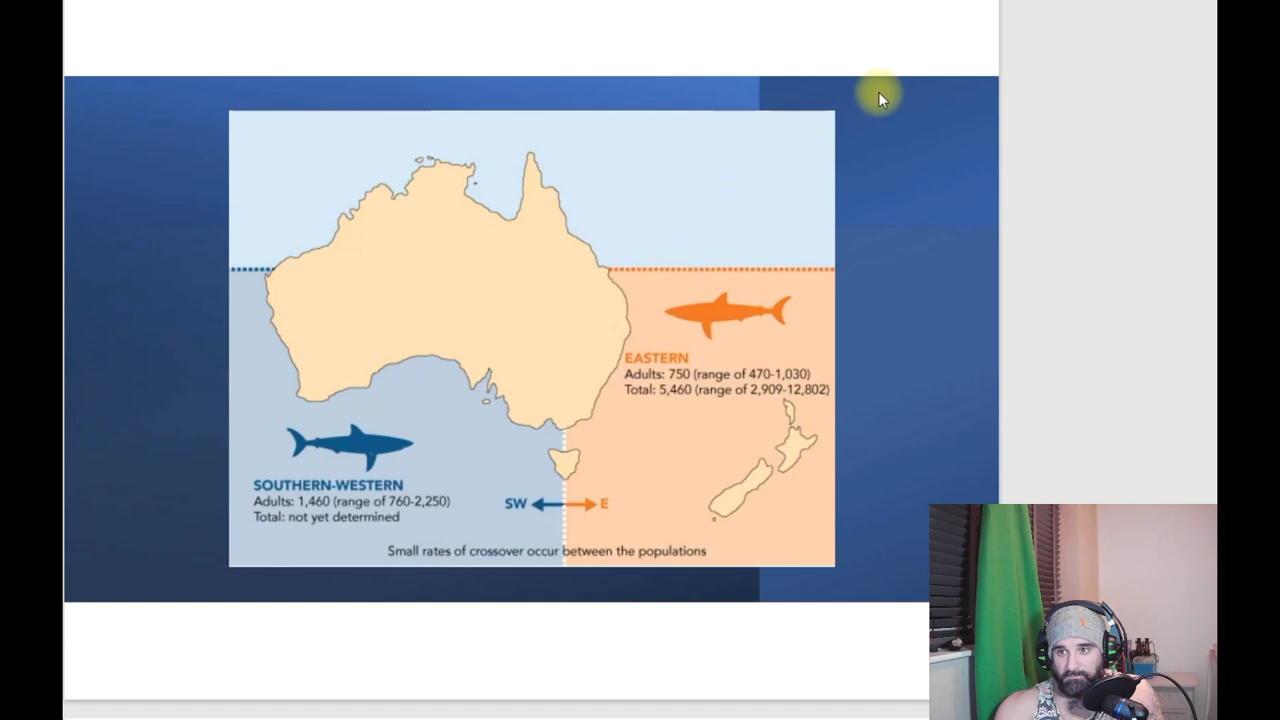 EASTERN
Adults: 750 (range of 470-1,030)
Total: 5,460 (range of 2,909-12,802)
SOUTHERN-WESTERN
Adults: 1,460 (range of 760-2,250)
Total: not yet determined
SW E
Small rates of crossover occur between the populations